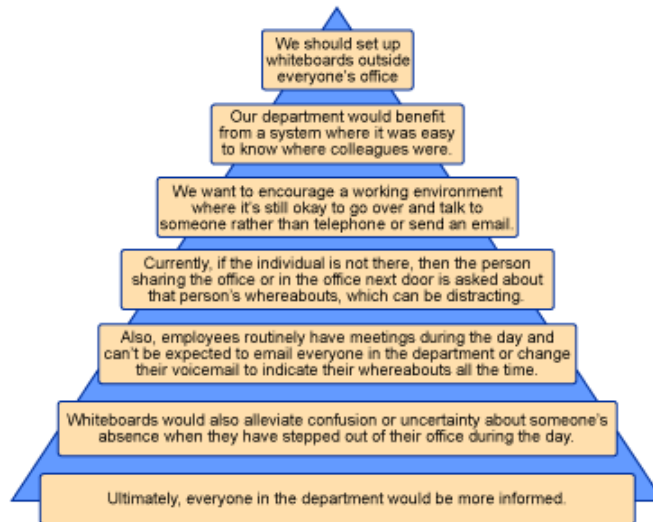 We should set up
whiteboards outside
everyone's office
Our department would benefit
from a system where it was easy
to know where colleagues were.
We want to encourage a working environment
where it's still okay to go over and talk to
someone rather than telephone or send an email.
Currently, if the individual is not there, then the person
sharing the office or in the office next door is asked about
that person's whereabouts, which can be distracting.
Also, employees routinely have meetings during the day and
can't be expected to email everyone in the department or change
their voicemail to indicate their whereabouts all the time.
Whiteboards would also alleviate confusion or uncertainty about someone's
absence when they have stepped out of their office during the day.
Ultimately, everyone in the department would be more informed.